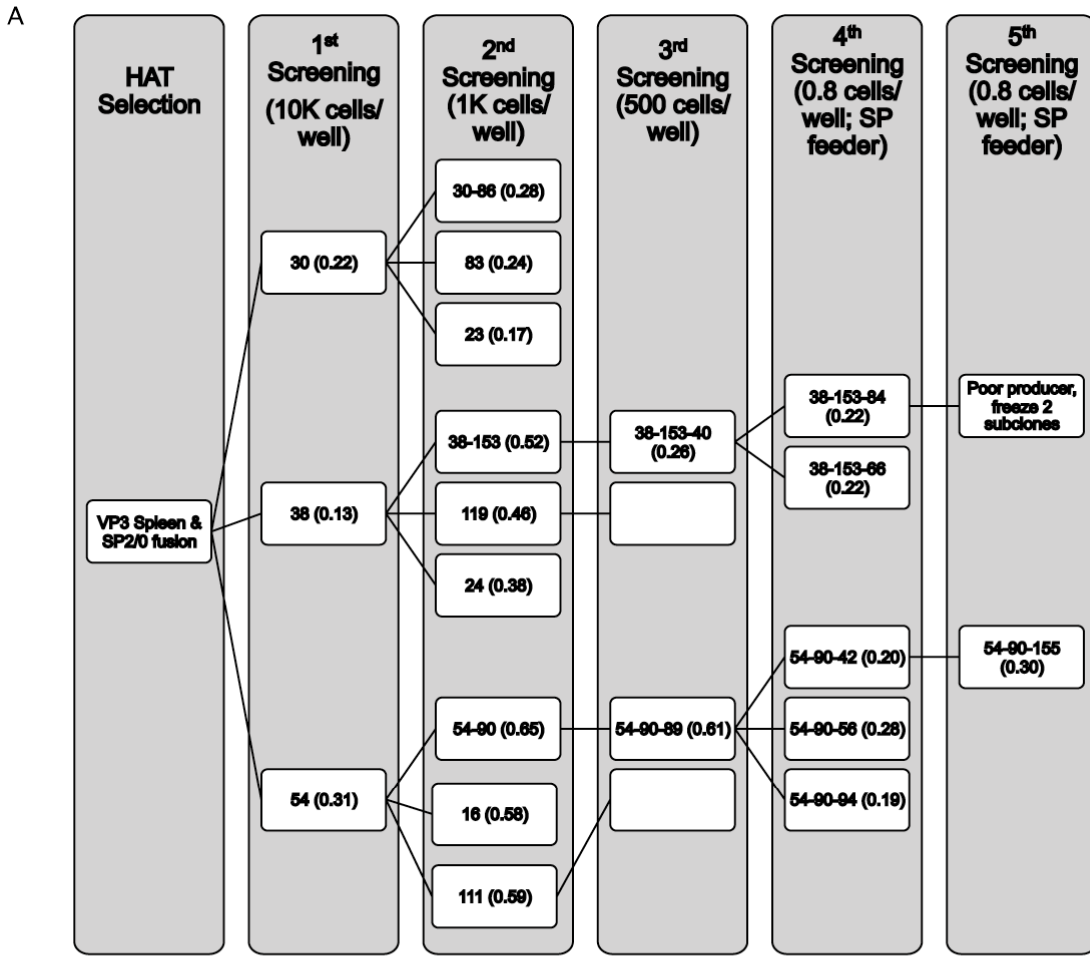 A
HAT
Selection
VP3 Spleen &
SP2/0 fusion
1st
Screening
(10K cells/
well)
30 (0.22)
38 (0.13)
54 (0.31)
2nd
Screening
(1K cells/
well)
30-86 (0.28)
83 (0.24)
23 (0.17)
38-153 (0.52)
119 (0.46)
24 (0.38)
54-90 (0.65)
16 (0.58)
111 (0.59)
3rd
Screening
(500 cells/
well)
38-153-40
(0.26)
54-90-89 (0.61)
4th
Screening
(0.8 cells/
well; SP
feeder)
38-153-84
(0.22)
38-153-66
(0.22)
54-90-42 (0.20)
54-90-56 (0.28)
54-90-94 (0.19)
5th
Screening
(0.8 cells/
well; SP
feeder)
Poor producer,
freeze 2
subclones
54-90-155
(0.30)